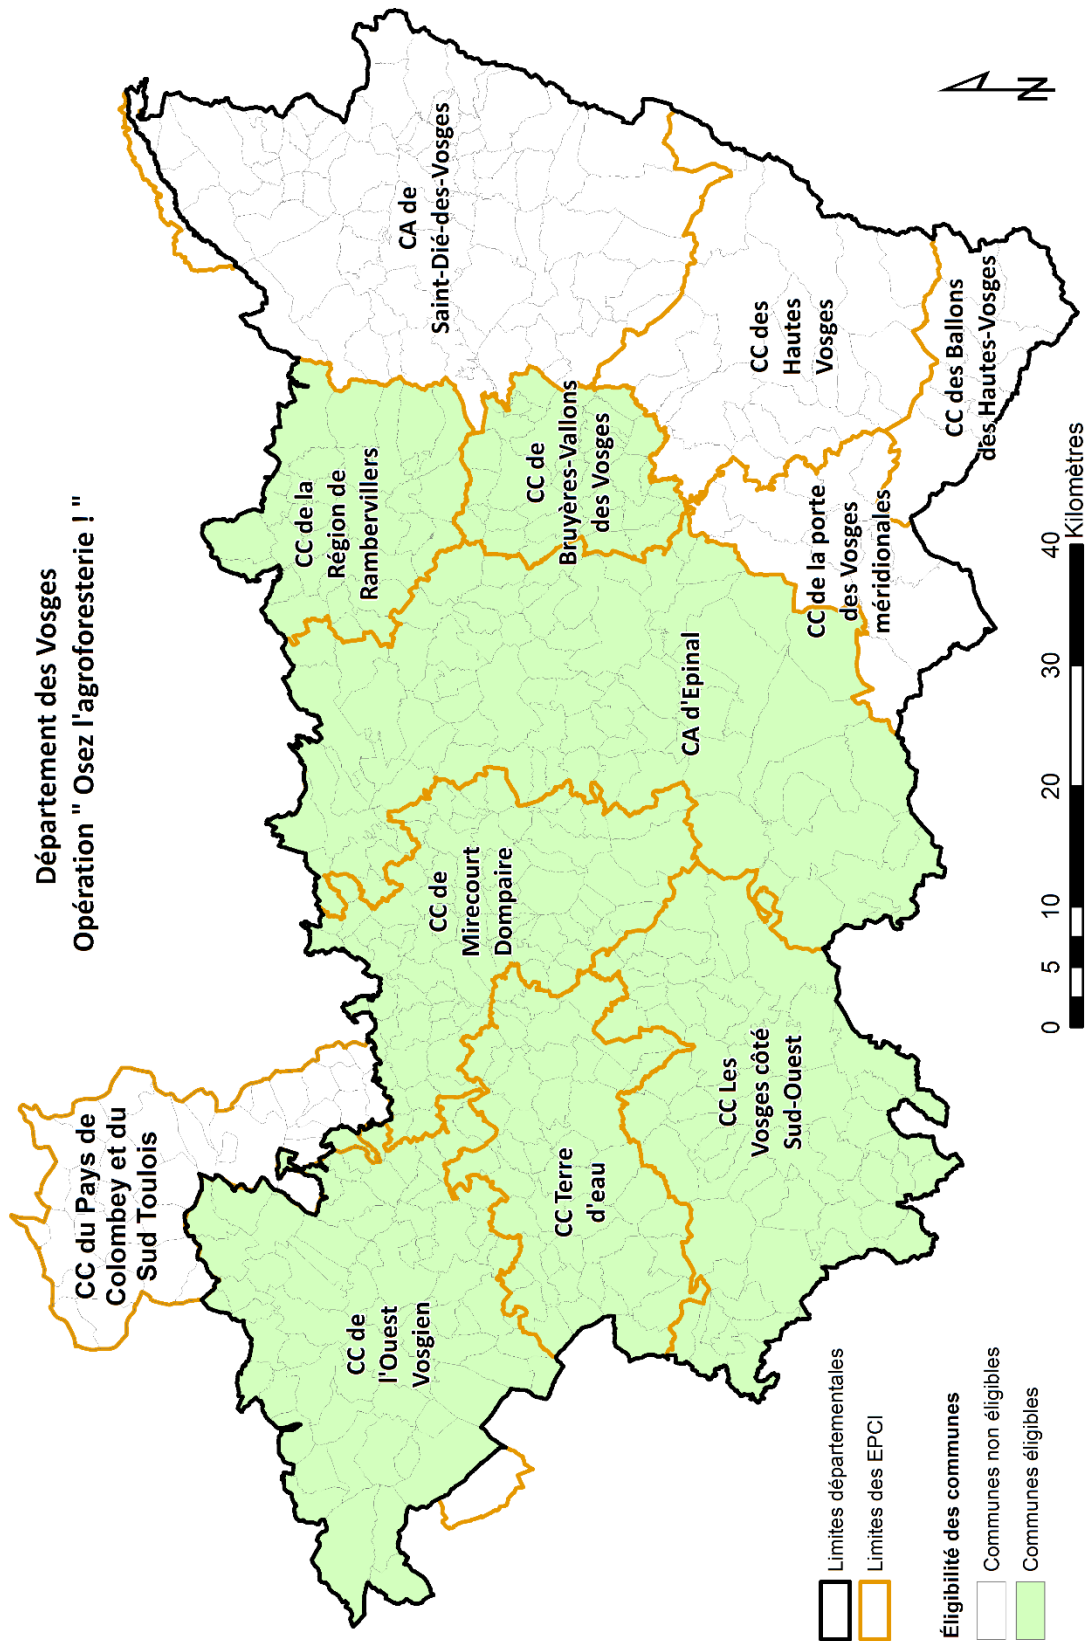 Département des Vosges
Opération " Osez l'agroforesterie ! "
CC du Pays de
Colombey et du
Sud Toulois
CC de
l'Ouest
Vosgien
CC de
Mirecourt
Dompaire
CC de la
Région de
Rambervillers
CA de
Saint-Dié-des-Vosges
CC Terre
d'eau
CC de
Bruyères-Vallons
des Vosges
CC Les
Vosges côté
Sud-Ouest
CA d'Epinal
CC des
Hautes
Vosges
CC de la porte
des Vosges
méridionales
CC des Ballons
des Hautes-Vosges
Limites départementales
Limites des EPCI
Éligibilité des communes
Communes non éligibles
Communes éligibles
0 5 10 20 30 40
Kilomètres
N